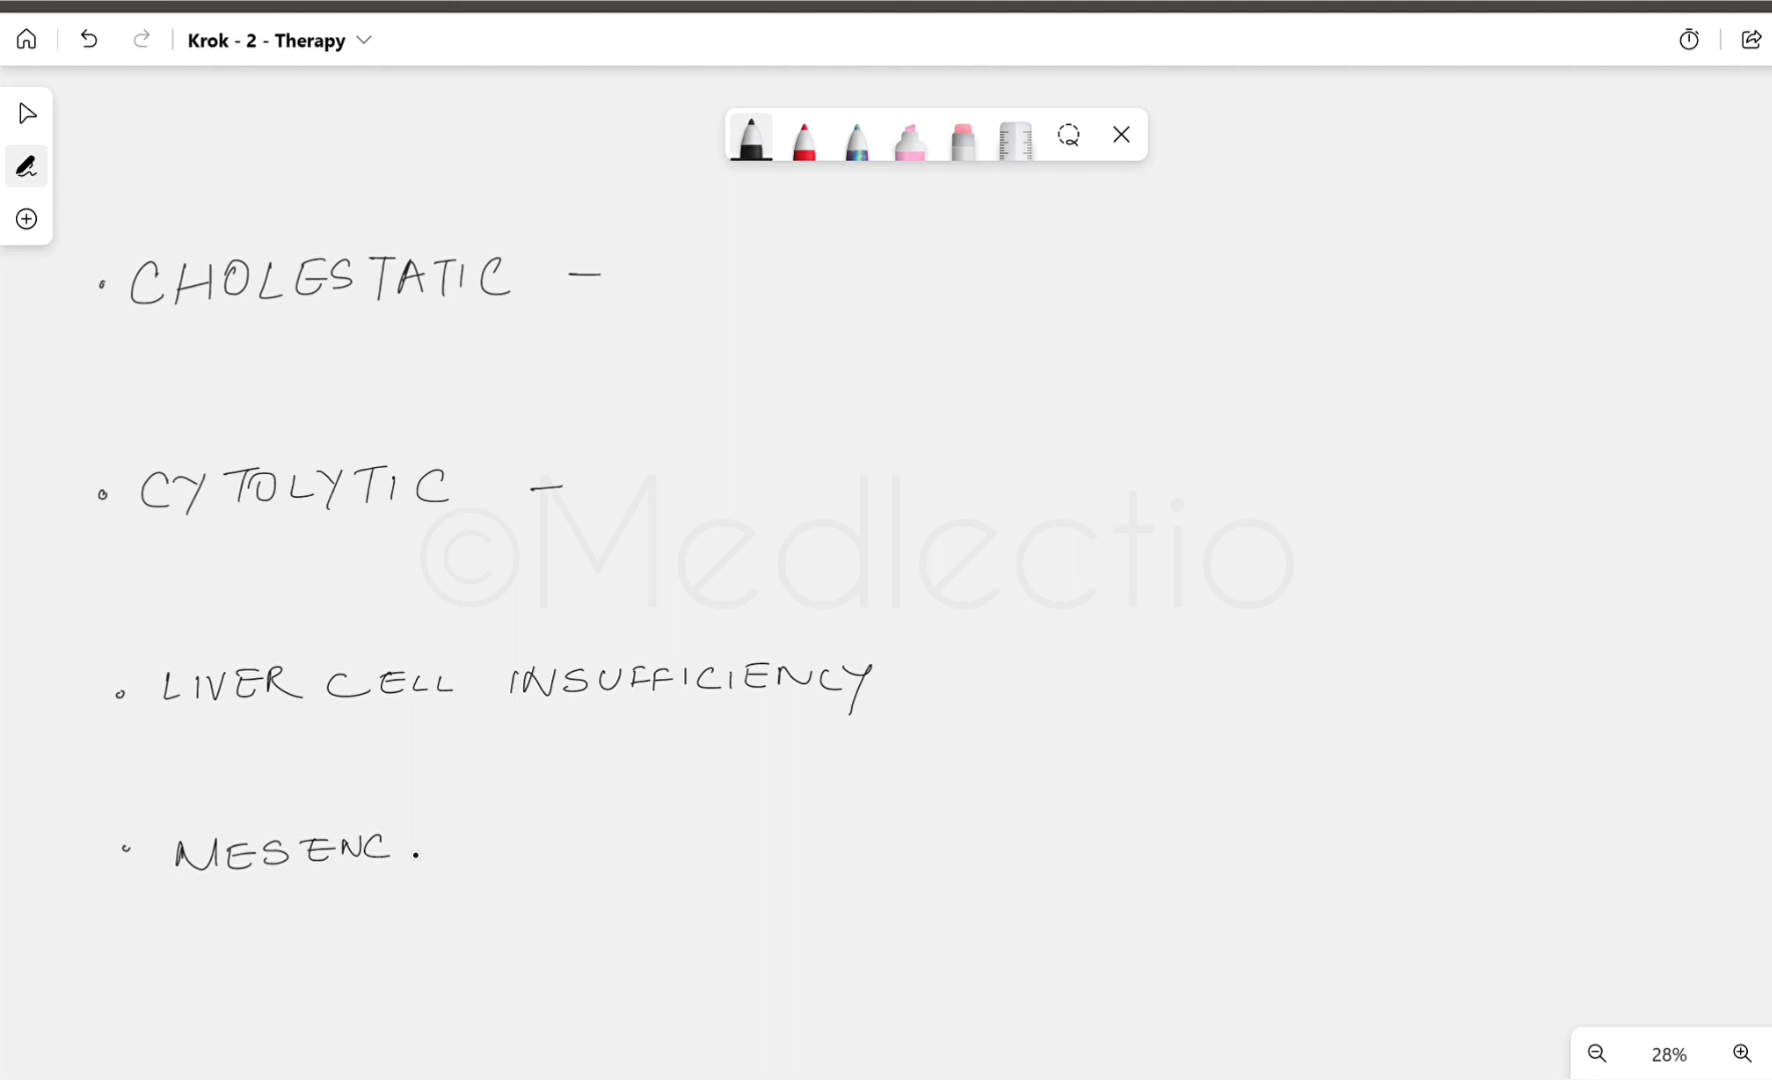 Krok - 2 - Therapy
• CHOLESTATIC –
• CYTOLYTIC –
©Medlectio
• LIVER CELL INSUFFICIENCY
• MESENC
28%